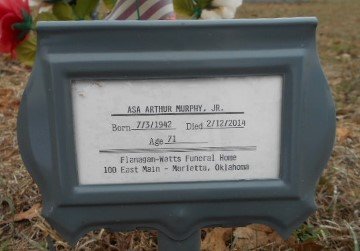 ASA ARTHUR MURPHY, JR.
Born 7/3/1942 Died 2/12/2014
Age 71
Flanagan-Watts Funeral Home
100 East Main - Marietta, Oklahoma